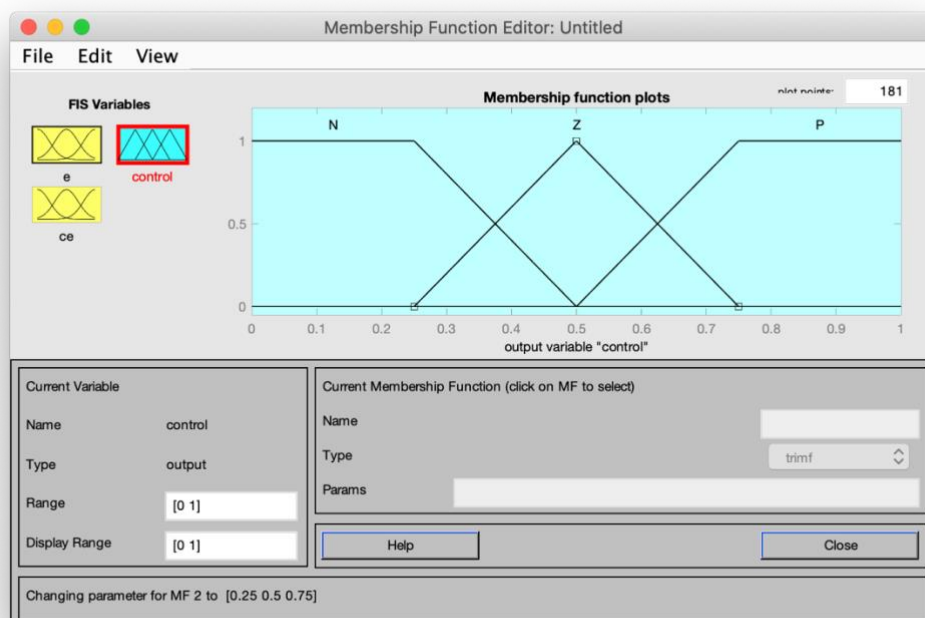 Membership Function Editor: Untitled
File Edit View
FIS Variables
e
control
ce
Membership function plots
plot points:
181
N Z P
1
0.5
0
0 0.1 0.2 0.3 0.4 0.5 0.6 0.7 0.8 0.9 1
output variable "control"
Current Variable
Name control
Type output
Range [0 1]
Display Range [0 1]
Current Membership Function (click on MF to select)
Name
Type trimf
Params
Help Close
Changing parameter for MF 2 to [0.25 0.5 0.75]